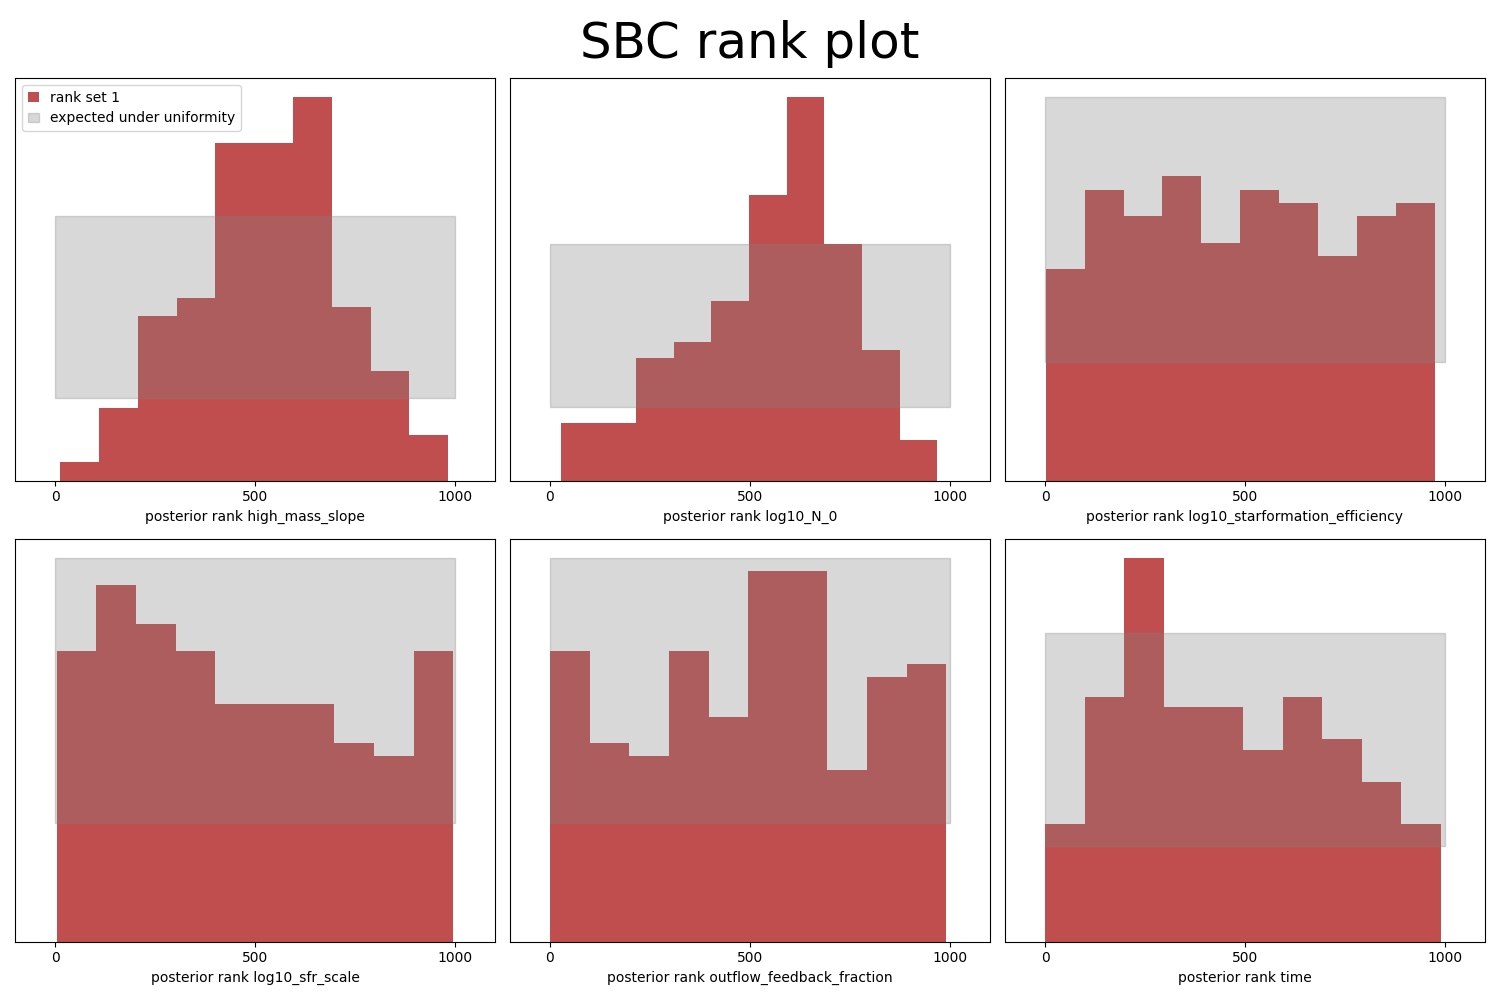 SBC rank plot
rank set 1
expected under uniformity
0 500 1000
posterior rank high_mass_slope
0 500 1000
posterior rank log10_N_0
0 500 1000
posterior rank log10_starformation_efficiency
0 500 1000
posterior rank log10_sfr_scale
0 500 1000
posterior rank outflow_feedback_fraction
0 500 1000
posterior rank time